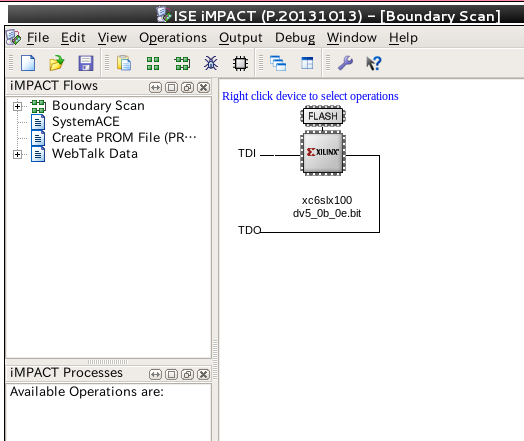 ISE iMPACT (P.20131013) - [Boundary Scan]
File Edit View Operations Output Debug Window Help
iMPACT Flows
Boundary Scan
SystemACE
Create PROM File (PR⋯
WebTalk Data
iMPACT Processes
Available Operations are:
Right click device to select operations
FLASH
TDI
XILINX®
xc6slx100
dv5_0b_0e.bit
TDO